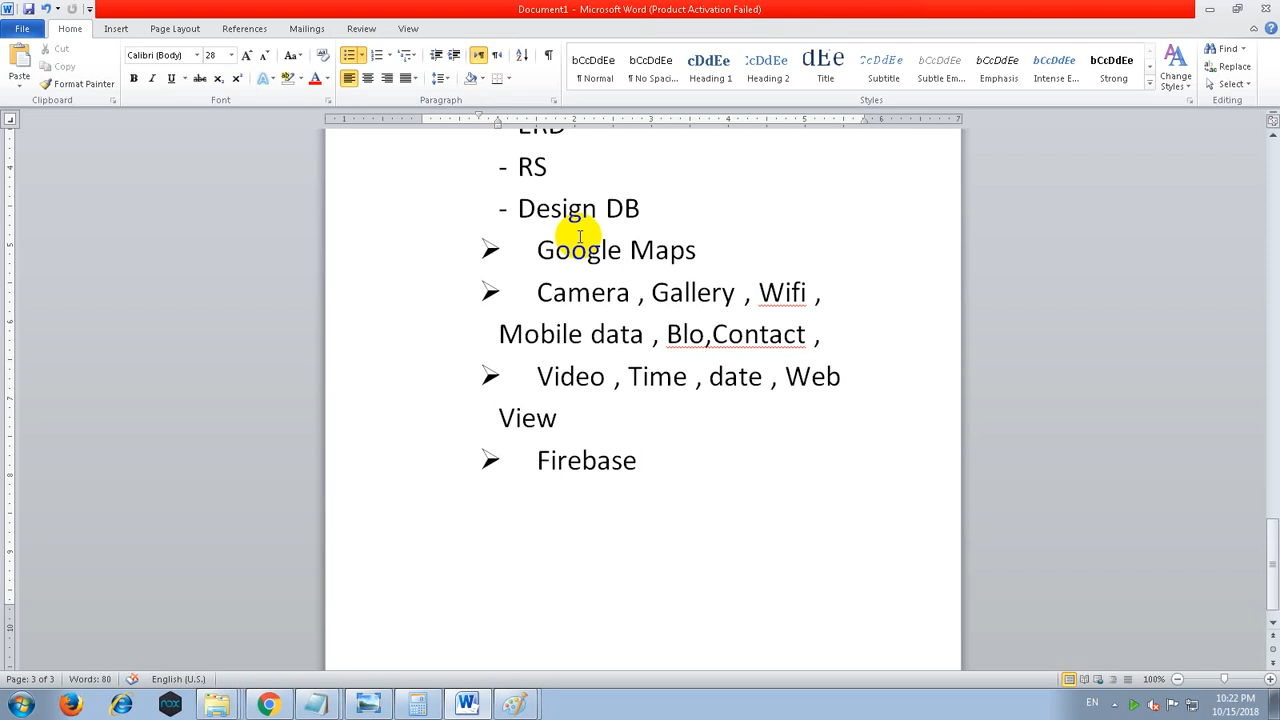 Document1 - Microsoft Word (Product Activation Failed)
File Home Insert Page Layout References Mailings Review View
Paste
Cut
Copy
Format Painter
Clipboard
Calibri (Body) 28
Font
Paragraph
AaBbCcDdEe
¶ Normal
¶ No Spaci...
Heading 1
Heading 2
Title
Subtitle
Subtle Em...
Emphasis
Intense E...
Strong
Change Styles
Styles
Find
Replace
Select
Editing
ERD
- RS
- Design DB
Google Maps
Camera , Gallery , Wifi ,
Mobile data , Blo,Contact ,
Video , Time , date , Web
View
Firebase
Page: 3 of 3 Words: 80 English (U.S.) 100%
EN
10:22 PM
10/15/2018